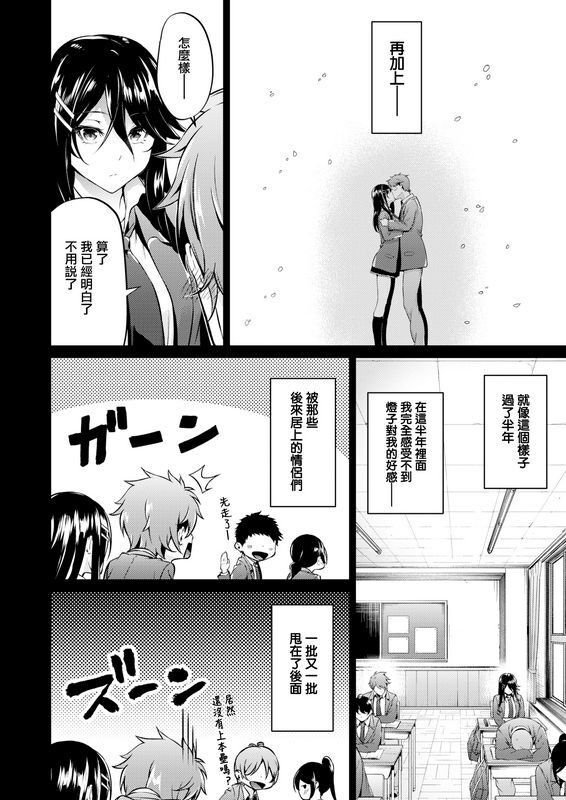 再加上——
怎麼樣——
算了
我已經明白了
不用說了
就像這個樣子
過了半年
在這半年裡面
我完全感受不到
燈子對我的好感——
被那些
後來居上的情侶們
ガーン
先走了—
一批又一批
甩在了後面
ズーン
居然
還沒有上本壘嗎?